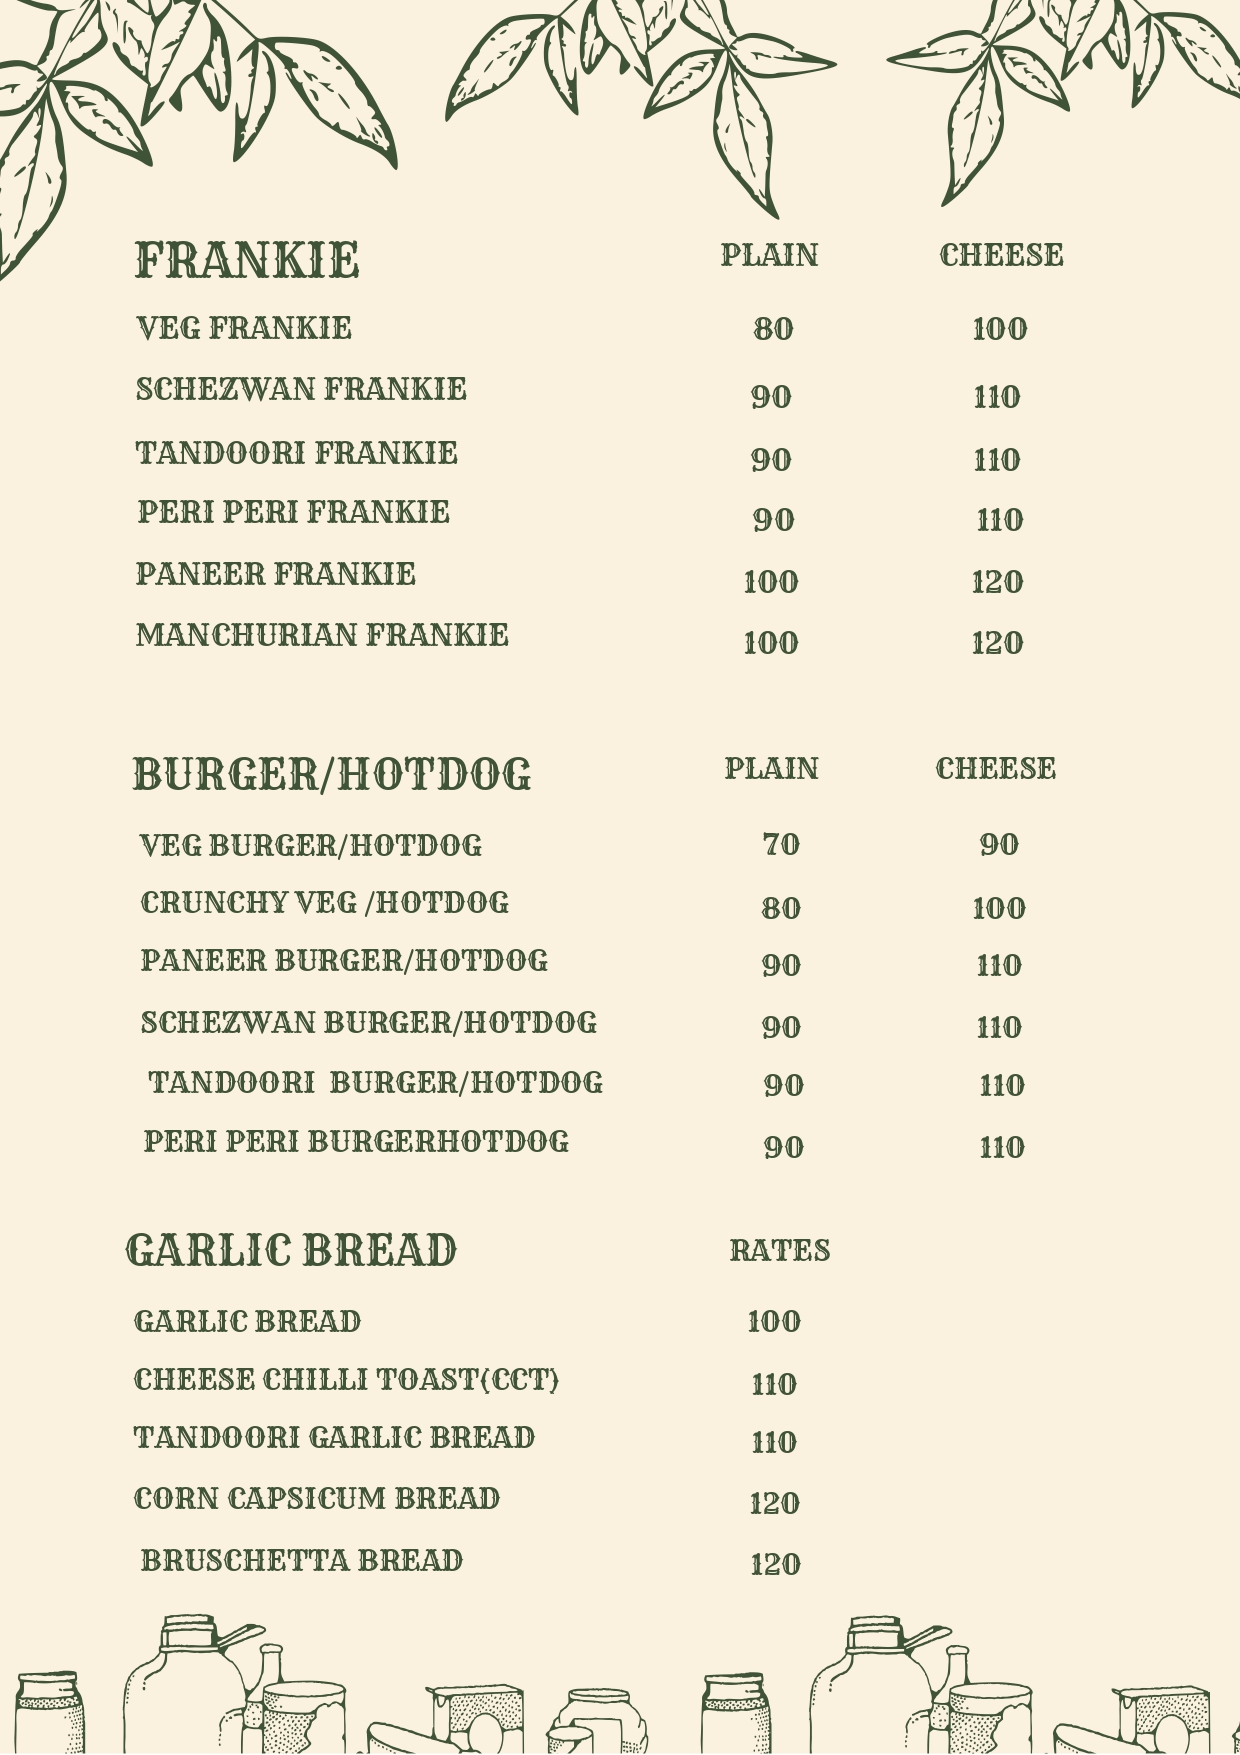 FRANKIE PLAIN CHEESE
VEG FRANKIE 80 100
SCHEZWAN FRANKIE 90 110
TANDOORI FRANKIE 90 110
PERI PERI FRANKIE 90 110
PANEER FRANKIE 100 120
MANCHURIAN FRANKIE 100 120
BURGER/HOTDOG PLAIN CHEESE
VEG BURGER/HOTDOG 70 90
CRUNCHY VEG /HOTDOG 80 100
PANEER BURGER/HOTDOG 90 110
SCHEZWAN BURGER/HOTDOG 90 110
TANDOORI BURGER/HOTDOG 90 110
PERI PERI BURGERHOTDOG 90 110
GARLIC BREAD RATES
GARLIC BREAD 100
CHEESE CHILLI TOAST(CCT) 110
TANDOORI GARLIC BREAD 110
CORN CAPSICUM BREAD 120
BRUSCHETTA BREAD 120